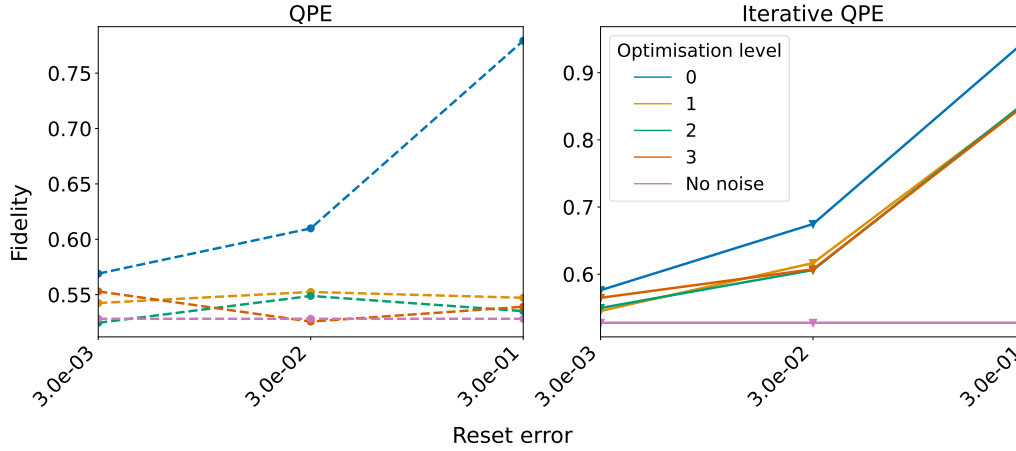 QPE
Fidelity
0.75
0.70
0.65
0.60
0.55
3.0e-03
3.0e-02
3.0e-01
Iterative QPE
0.9
0.8
0.7
0.6
Optimisation level
0
1
2
3
No noise
3.0e-03
3.0e-02
3.0e-01
Reset error